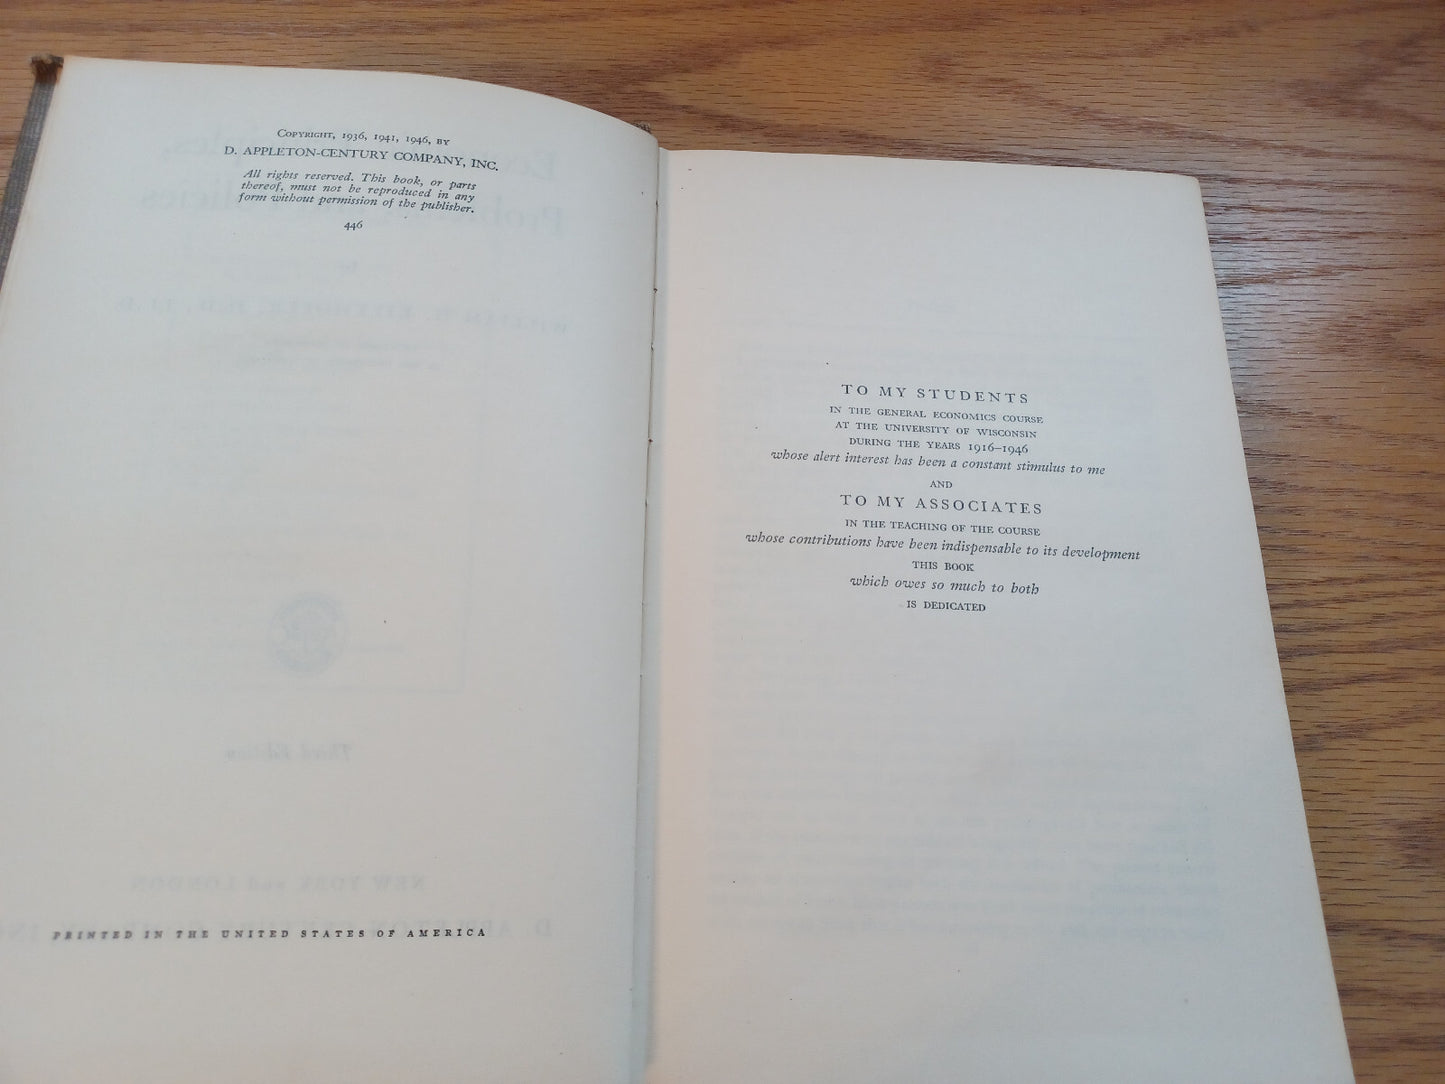 COPYRIGHT, 1936, 1941, 1946, BY
D. APPLETON-CENTURY COMPANY, INC.
All rights reserved. This book, or parts
thereof, must not be reproduced in any
form without permission of the publisher.
446
PRINTED IN THE UNITED STATES OF AMERICA
TO MY STUDENTS
IN THE GENERAL ECONOMICS COURSE
AT THE UNIVERSITY OF WISCONSIN
DURING THE YEARS 1916–1946
whose alert interest has been a constant stimulus to me
AND
TO MY ASSOCIATES
IN THE TEACHING OF THE COURSE
whose contributions have been indispensable to its development
THIS BOOK
which owes so much to both
IS DEDICATED